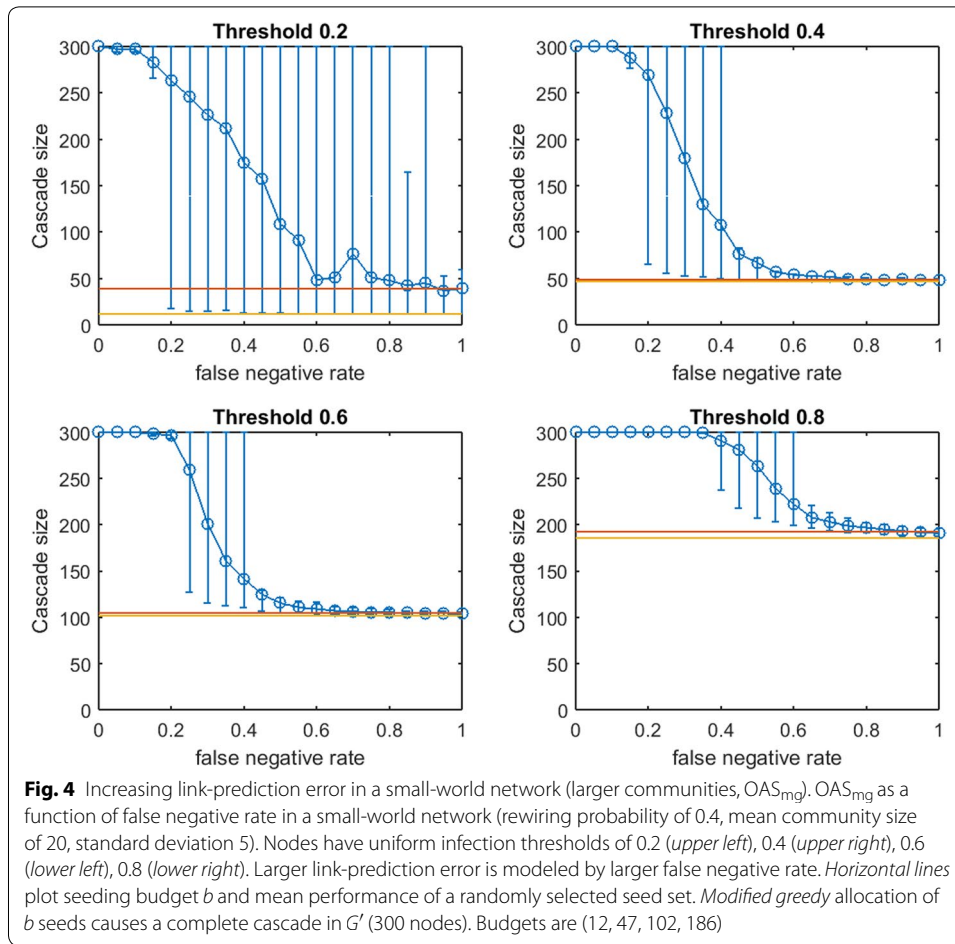 Threshold 0.2
300
250
200
150
100
50
0
Cascade size
0 0.2 0.4 0.6 0.8 1
false negative rate
Threshold 0.4
300
250
200
150
100
50
0
Cascade size
0 0.2 0.4 0.6 0.8 1
false negative rate
Threshold 0.6
300
250
200
150
100
50
0
Cascade size
0 0.2 0.4 0.6 0.8 1
false negative rate
Threshold 0.8
300
250
200
150
100
50
0
Cascade size
0 0.2 0.4 0.6 0.8 1
false negative rate
Fig. 4 Increasing link-prediction error in a small-world network (larger communities, OASmg). OASmg as a
function of false negative rate in a small-world network (rewiring probability of 0.4, mean community size
of 20, standard deviation 5). Nodes have uniform infection thresholds of 0.2 (upper left), 0.4 (upper right), 0.6
(lower left), 0.8 (lower right). Larger link-prediction error is modeled by larger false negative rate. Horizontal lines
plot seeding budget b and mean performance of a randomly selected seed set. Modified greedy allocation of
b seeds causes a complete cascade in G′ (300 nodes). Budgets are (12, 47, 102, 186)